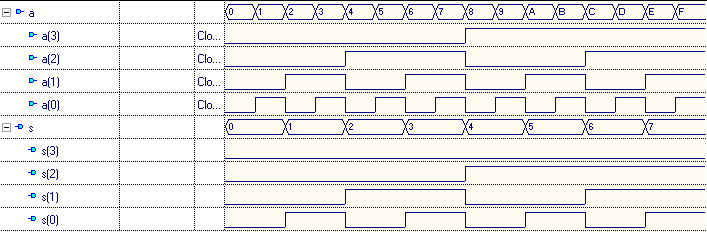 a 0 1 2 3 4 5 6 7 8 9 A B C D E F
a(3) Clo...
a(2) Clo...
a(1) Clo...
a(0) Clo...
s 0 1 2 3 4 5 6 7
s(3)
s(2)
s(1)
s(0)